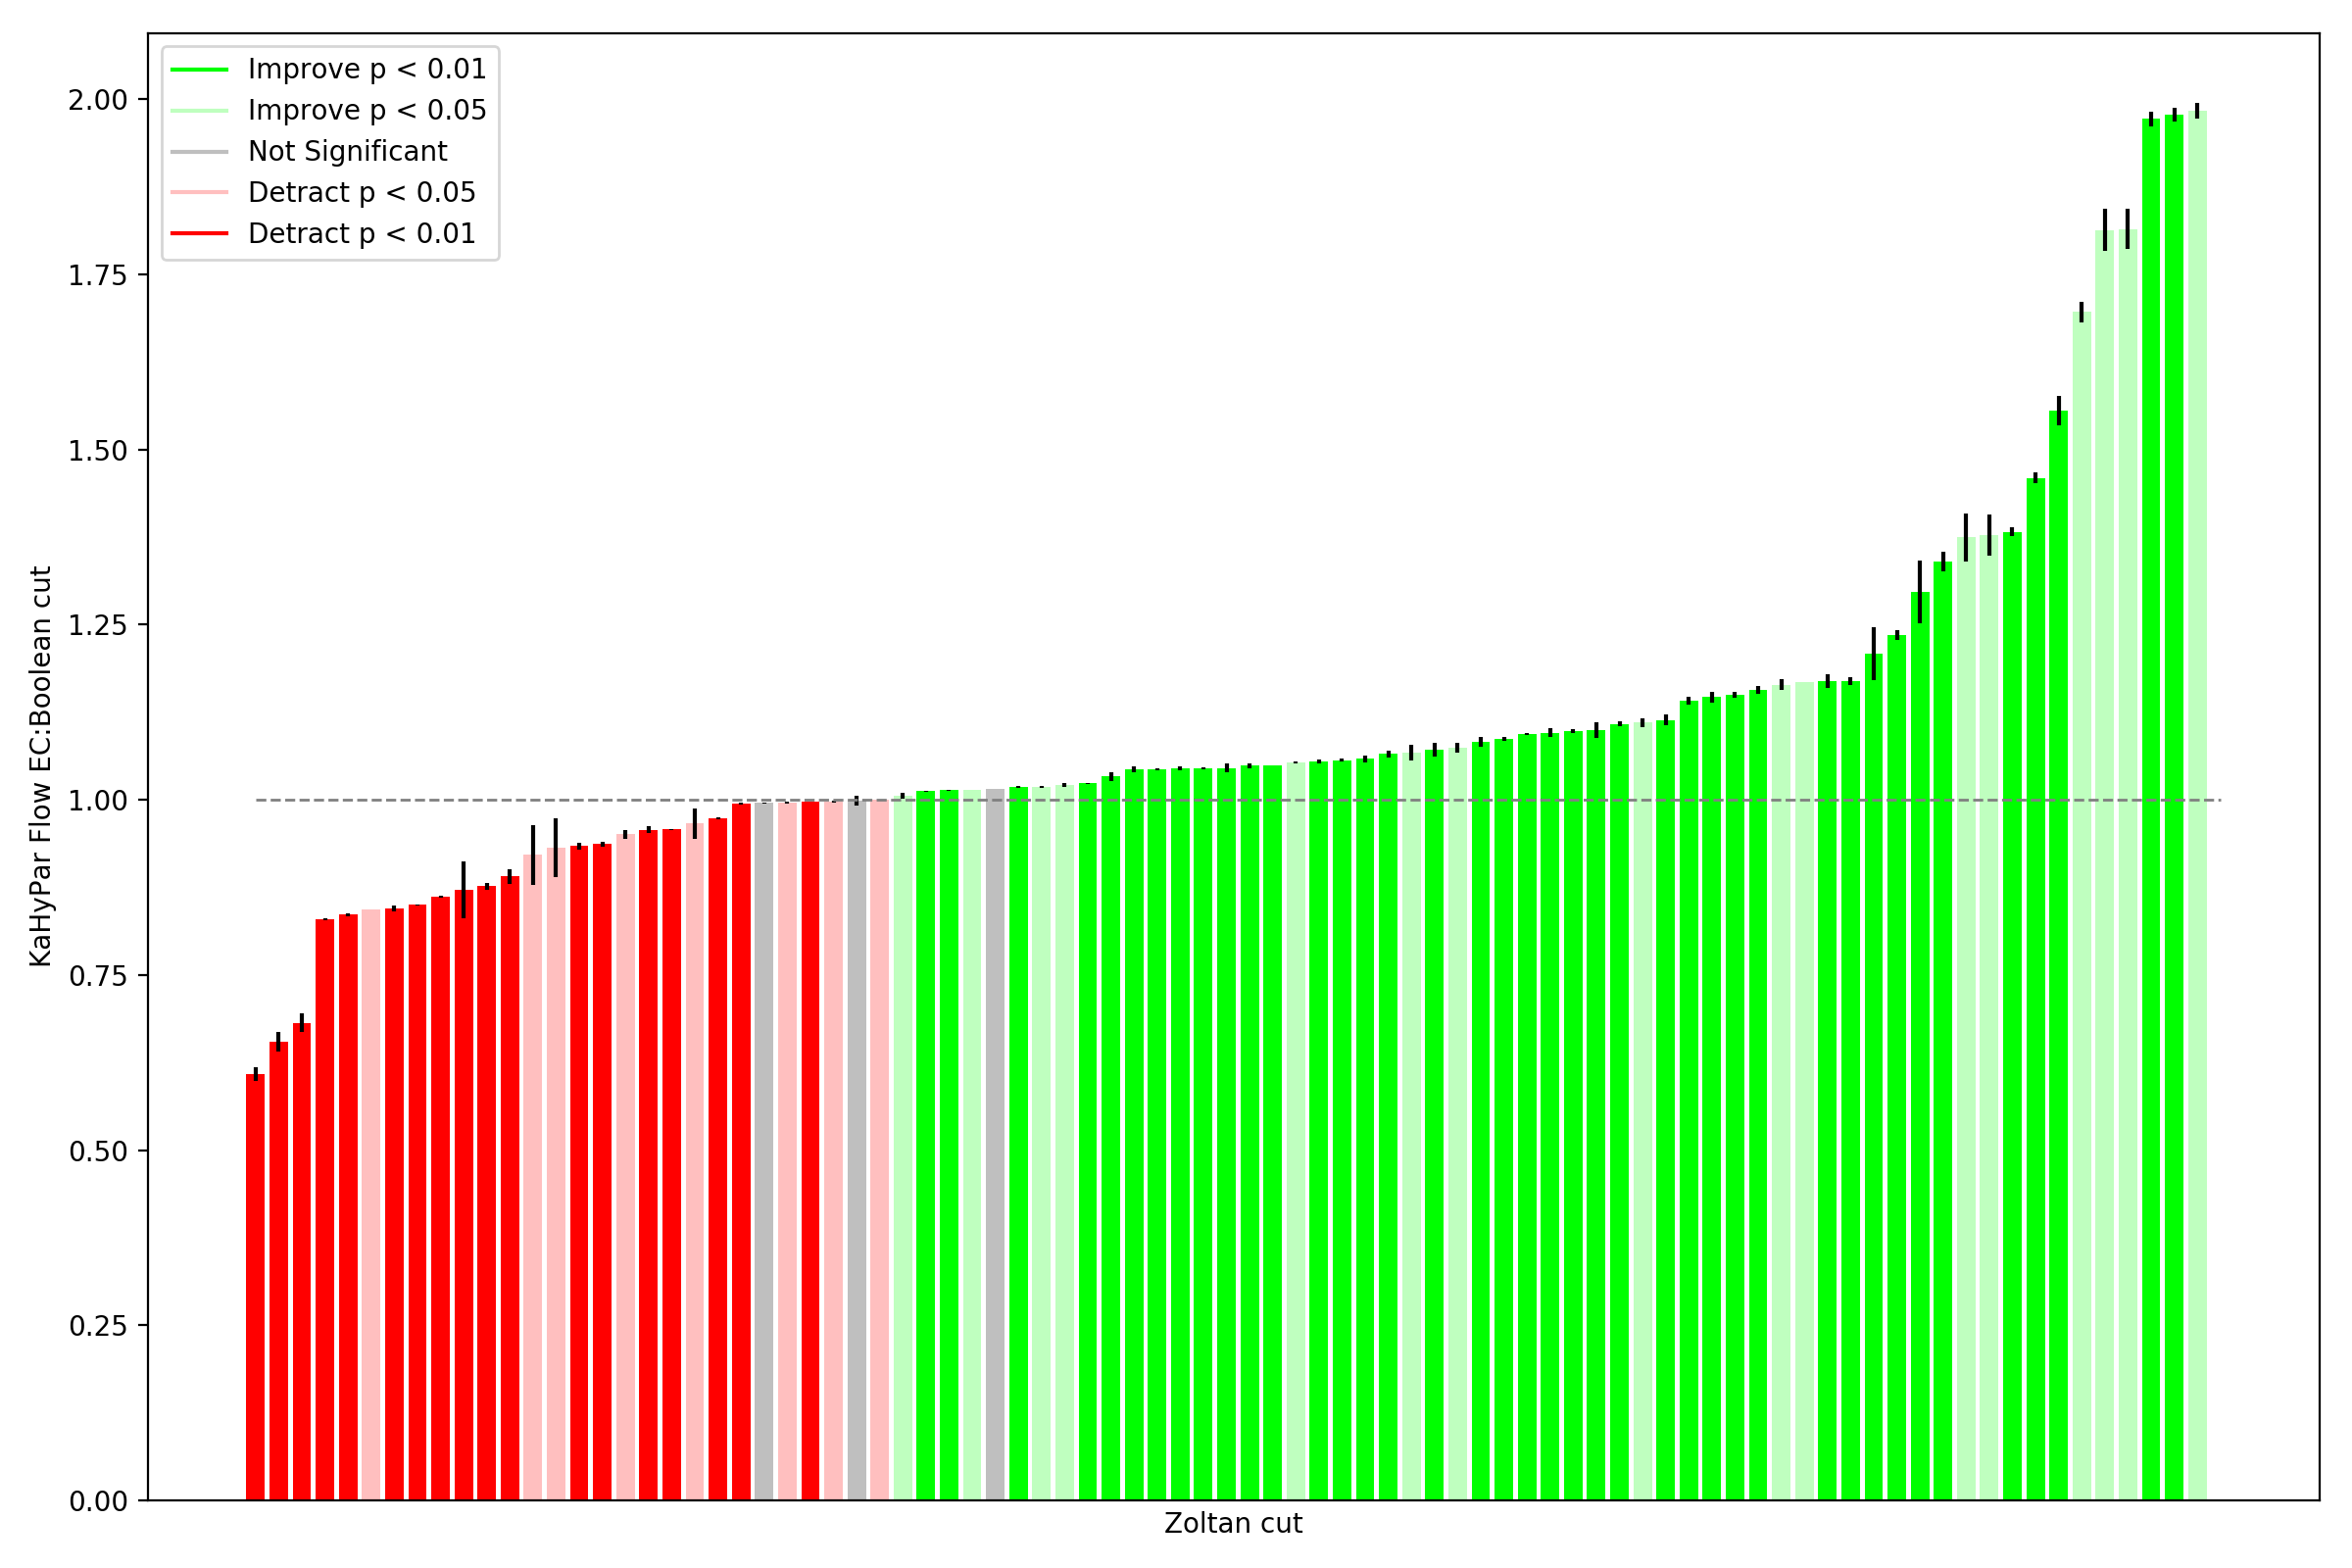 Improve p < 0.01
Improve p < 0.05
Not Significant
Detract p < 0.05
Detract p < 0.01
2.00
1.75
1.50
1.25
1.00
0.75
0.50
0.25
0.00
KaHyPar Flow EC:Boolean cut
Zoltan cut